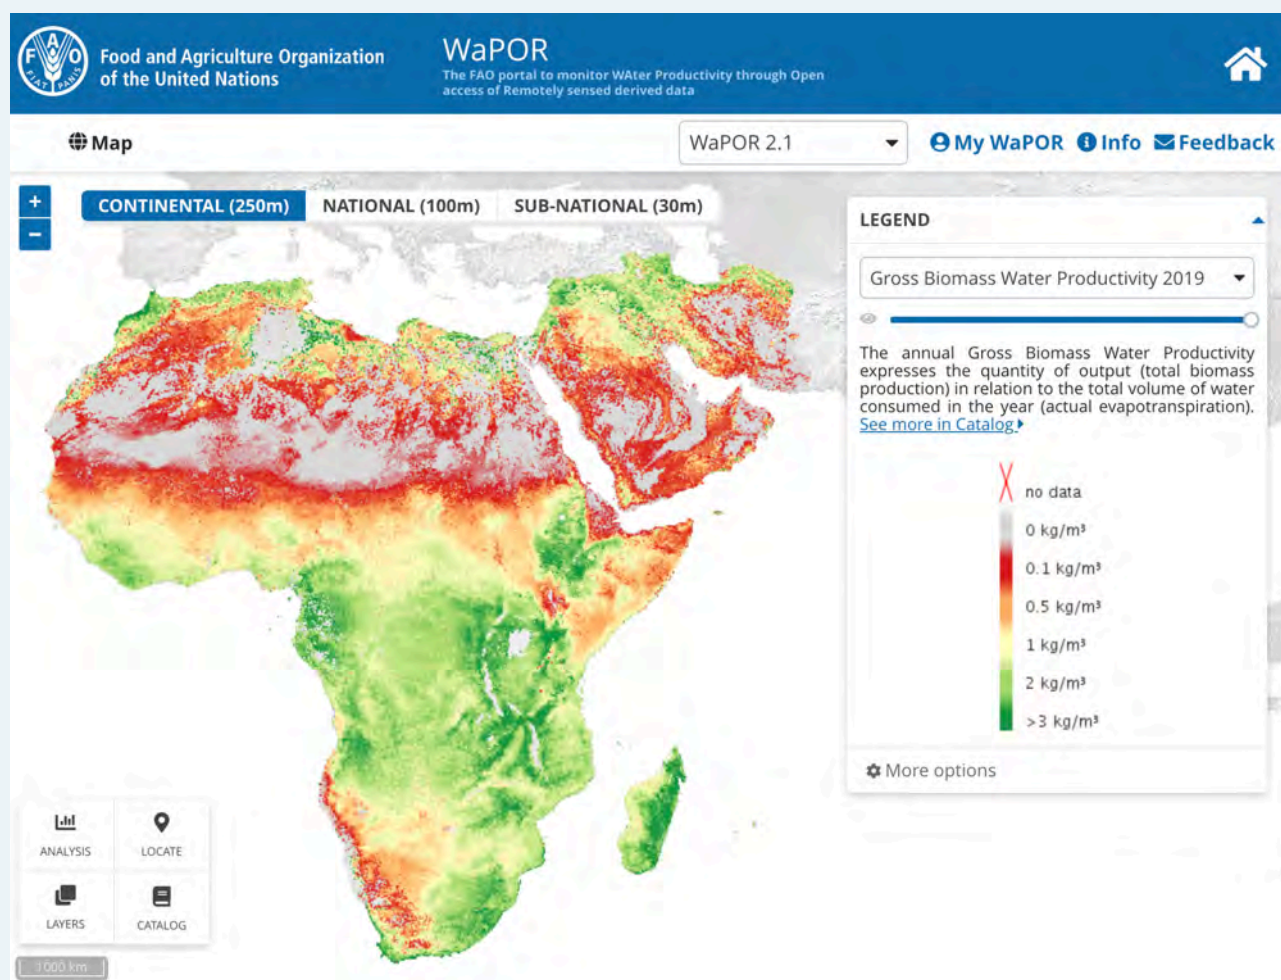 FAO
FIAT PANIS
Food and Agriculture Organization
of the United Nations
WaPOR
The FAO portal to monitor WAter Productivity through Open
access of Remotely sensed derived data
Map
WaPOR 2.1
My WaPOR
Info
Feedback
+
−
CONTINENTAL (250m)
NATIONAL (100m)
SUB-NATIONAL (30m)
LEGEND
Gross Biomass Water Productivity 2019
The annual Gross Biomass Water Productivity
expresses the quantity of output (total biomass
production) in relation to the total volume of water
consumed in the year (actual evapotranspiration).
See more in Catalog
no data
0 kg/m³
0.1 kg/m³
0.5 kg/m³
1 kg/m³
2 kg/m³
>3 kg/m³
More options
ANALYSIS
LOCATE
LAYERS
CATALOG
1000 km